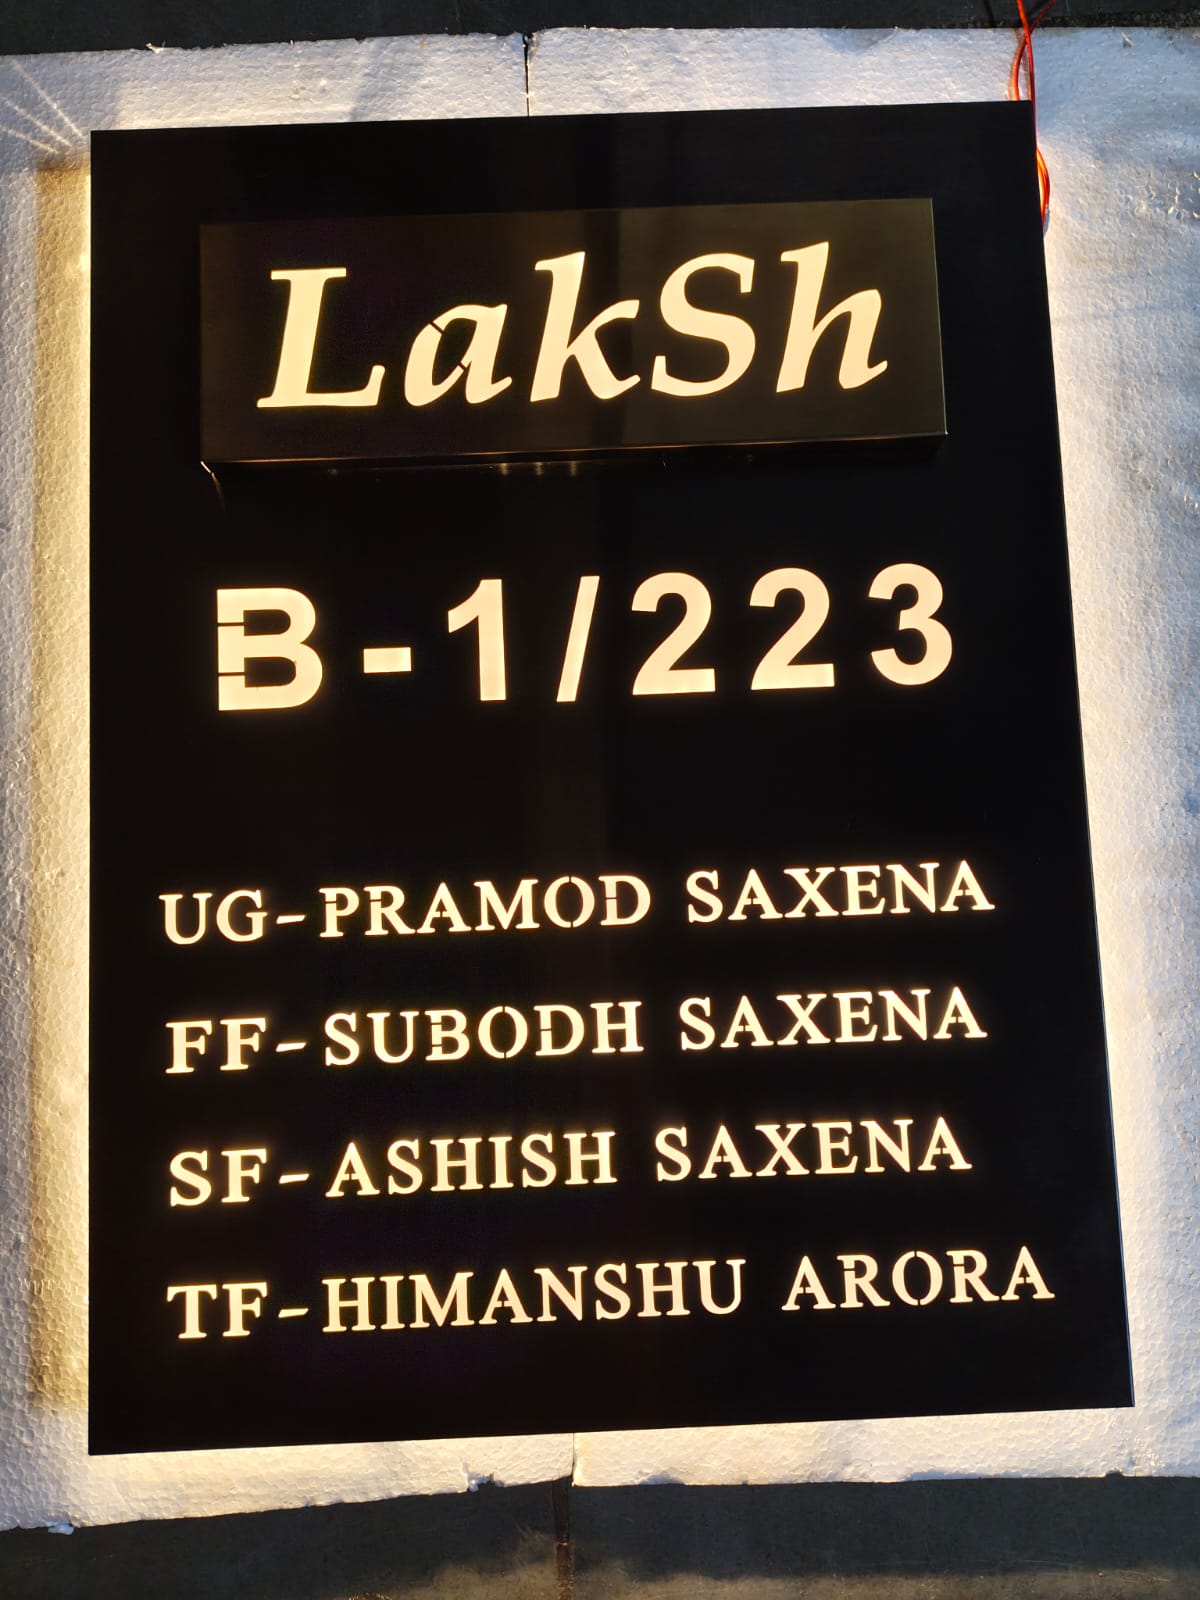 LakSh
B-1/223
UG-PRAMOD SAXENA
FF-SUBODH SAXENA
SF-ASHISH SAXENA
TF-HIMANSHU ARORA